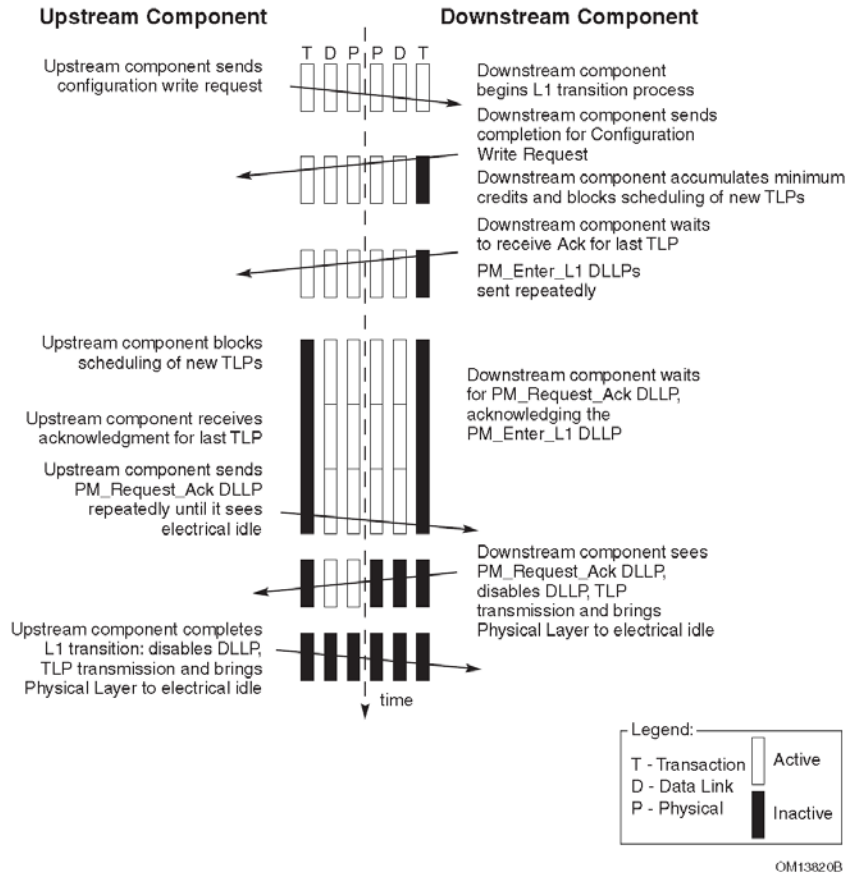 Upstream Component
Downstream Component
T D P P D T
Upstream component sends
configuration write request
Downstream component
begins L1 transition process
Downstream component sends
completion for Configuration
Write Request
Downstream component accumulates minimum
credits and blocks scheduling of new TLPs
Downstream component waits
to receive Ack for last TLP
PM_Enter_L1 DLLPs
sent repeatedly
Upstream component blocks
scheduling of new TLPs
Downstream component waits
for PM_Request_Ack DLLP,
acknowledging the
PM_Enter_L1 DLLP
Upstream component receives
acknowledgment for last TLP
Upstream component sends
PM_Request_Ack DLLP
repeatedly until it sees
electrical idle
Downstream component sees
PM_Request_Ack DLLP,
disables DLLP, TLP
transmission and brings
Physical Layer to electrical idle
Upstream component completes
L1 transition: disables DLLP,
TLP transmission and brings
Physical Layer to electrical idle
time
Legend:
T - Transaction
D - Data Link
P - Physical
Active
Inactive
OM13820B